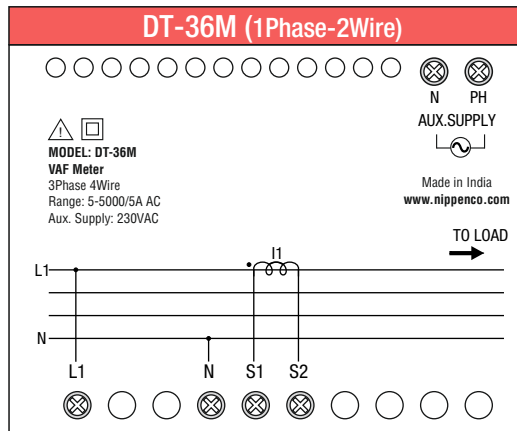 DT-36M (1Phase-2Wire)
N PH
AUX.SUPPLY
MODEL: DT-36M
VAF Meter
3Phase 4Wire
Range: 5-5000/5A AC
Aux. Supply: 230VAC
Made in India
www.nippenco.com
TO LOAD
I1
L1
N
L1 N S1 S2